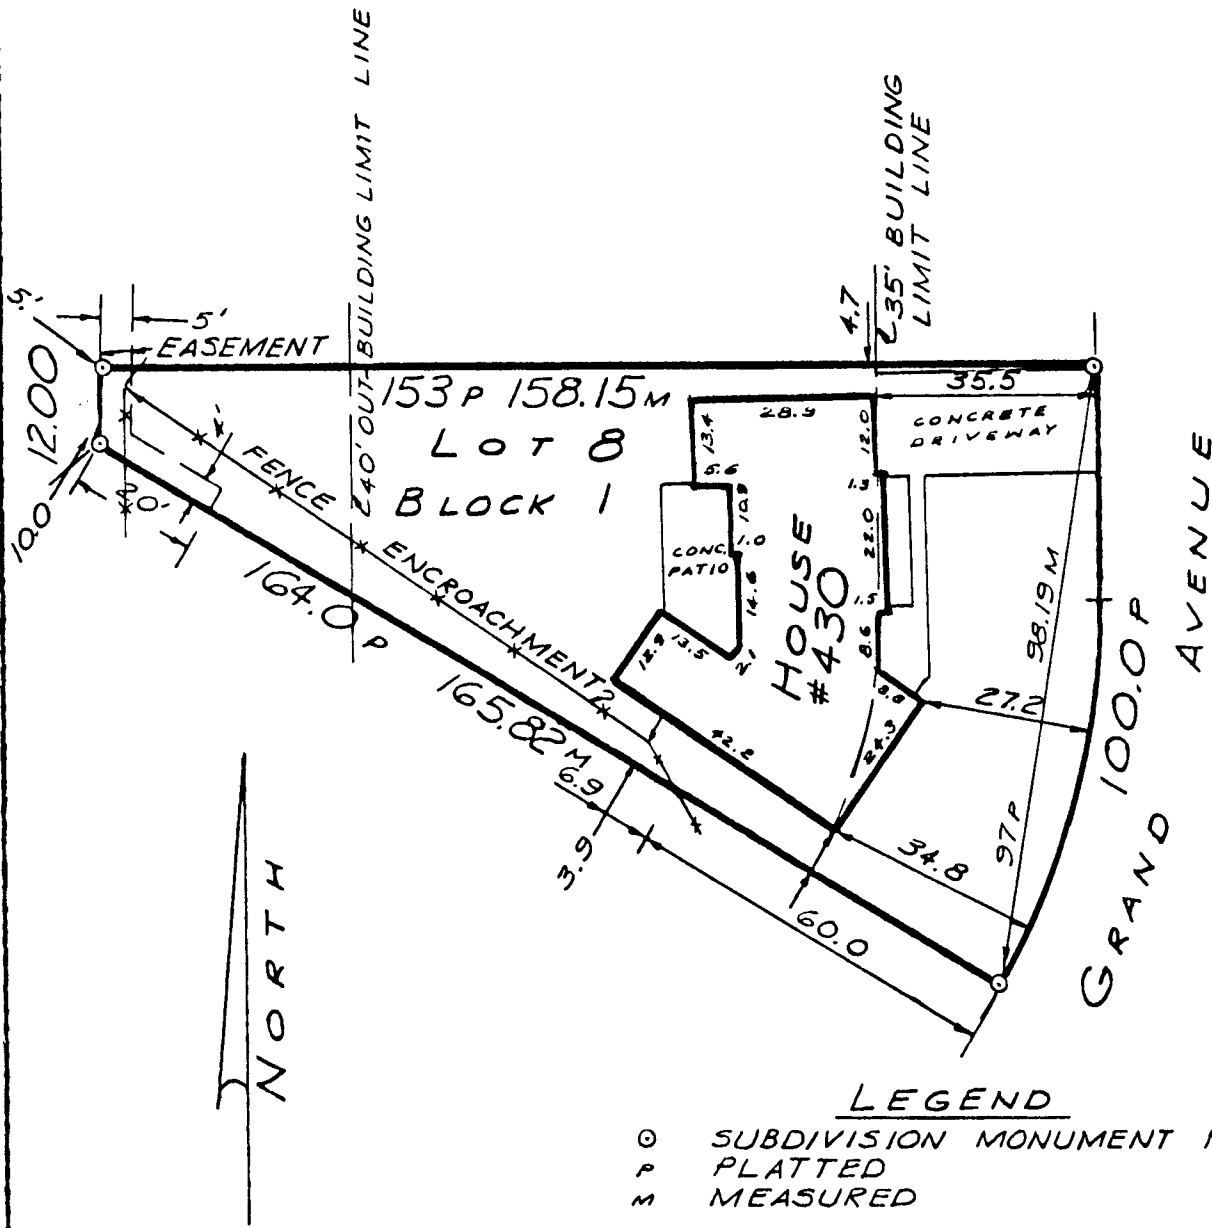 40' OUT-BUILDING LIMIT LINE
35' BUILDING
LIMIT LINE
4.7
5'
5'
EASEMENT
12.00
10.0
20'
153 P 158.15 M
LOT 8
BLOCK 1
35.5
CONCRETE
DRIVEWAY
28.9
13.4
12.0
5.6
10.9
1.0
14.6
1.3
22.0
1.5
8.6
8.8
24.3
42.2
13.5
CONC.
PATIO
HOUSE
#430
FENCE ENCROACHMENT
164.0 P
165.82 M
6.9
3.9
60.0
34.8
27.2
98.19 M
97 P
100.0 P
GRAND AVENUE
NORTH
LEGEND
SUBDIVISION MONUMENT
P PLATTED
M MEASURED